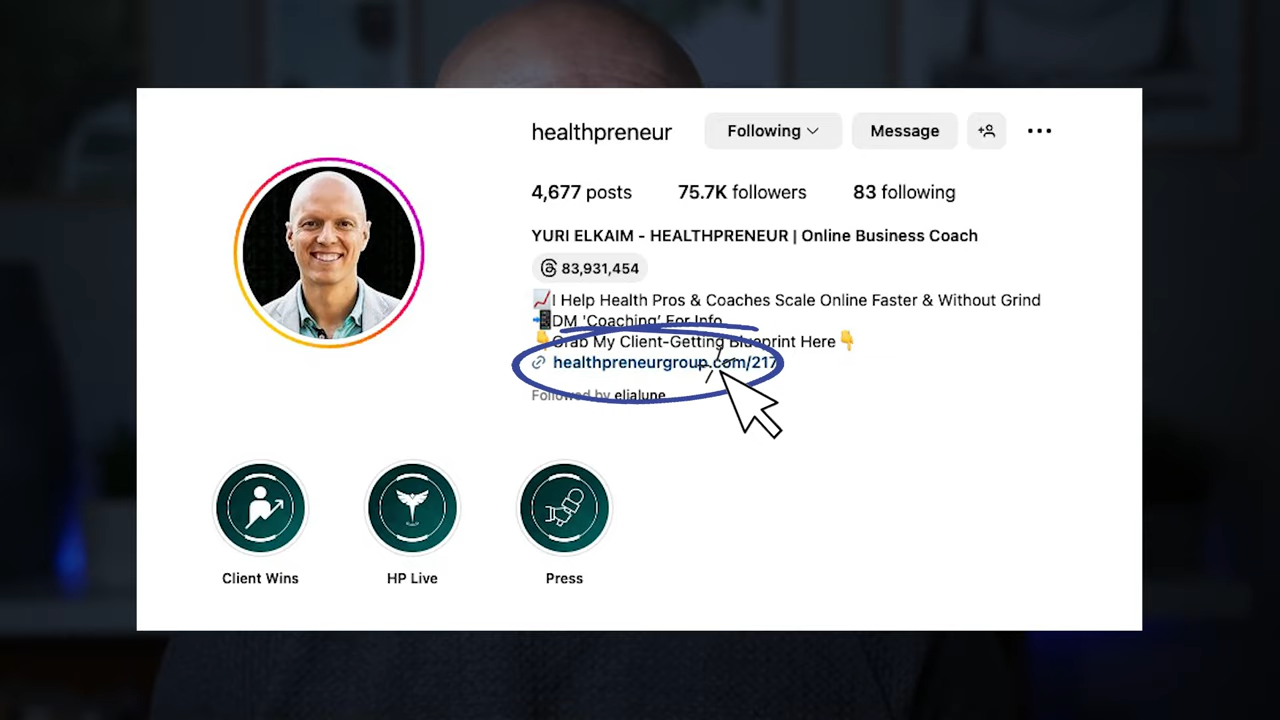 healthpreneur Following Message
4,677 posts 75.7K followers 83 following
YURI ELKAIM - HEALTHPRENEUR | Online Business Coach
83,931,454
📈I Help Health Pros & Coaches Scale Online Faster & Without Grind
📲DM 'Coaching' For Info
👇Grab My Client-Getting Blueprint Here👇
healthpreneurgroup.com/217
Followed by elialune
Client Wins HP Live Press